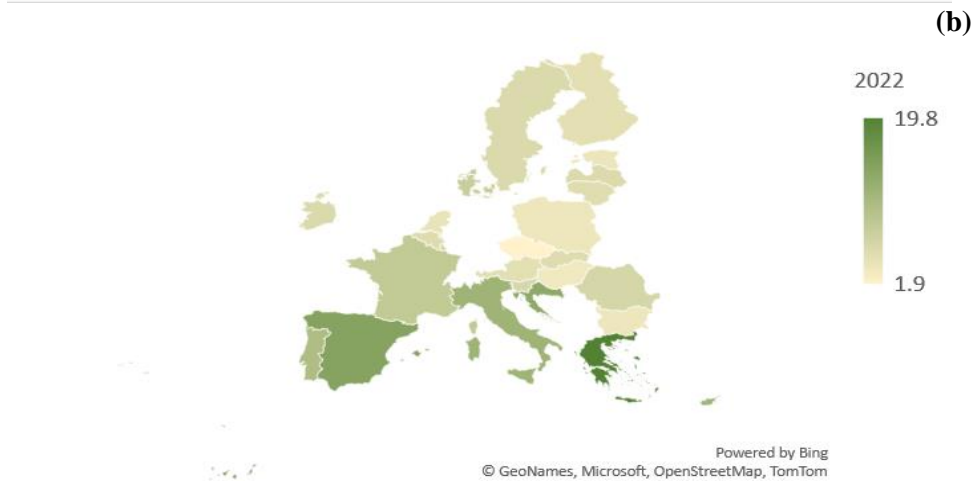 (b)
2022
19.8
1.9
Powered by Bing
© GeoNames, Microsoft, OpenStreetMap, TomTom